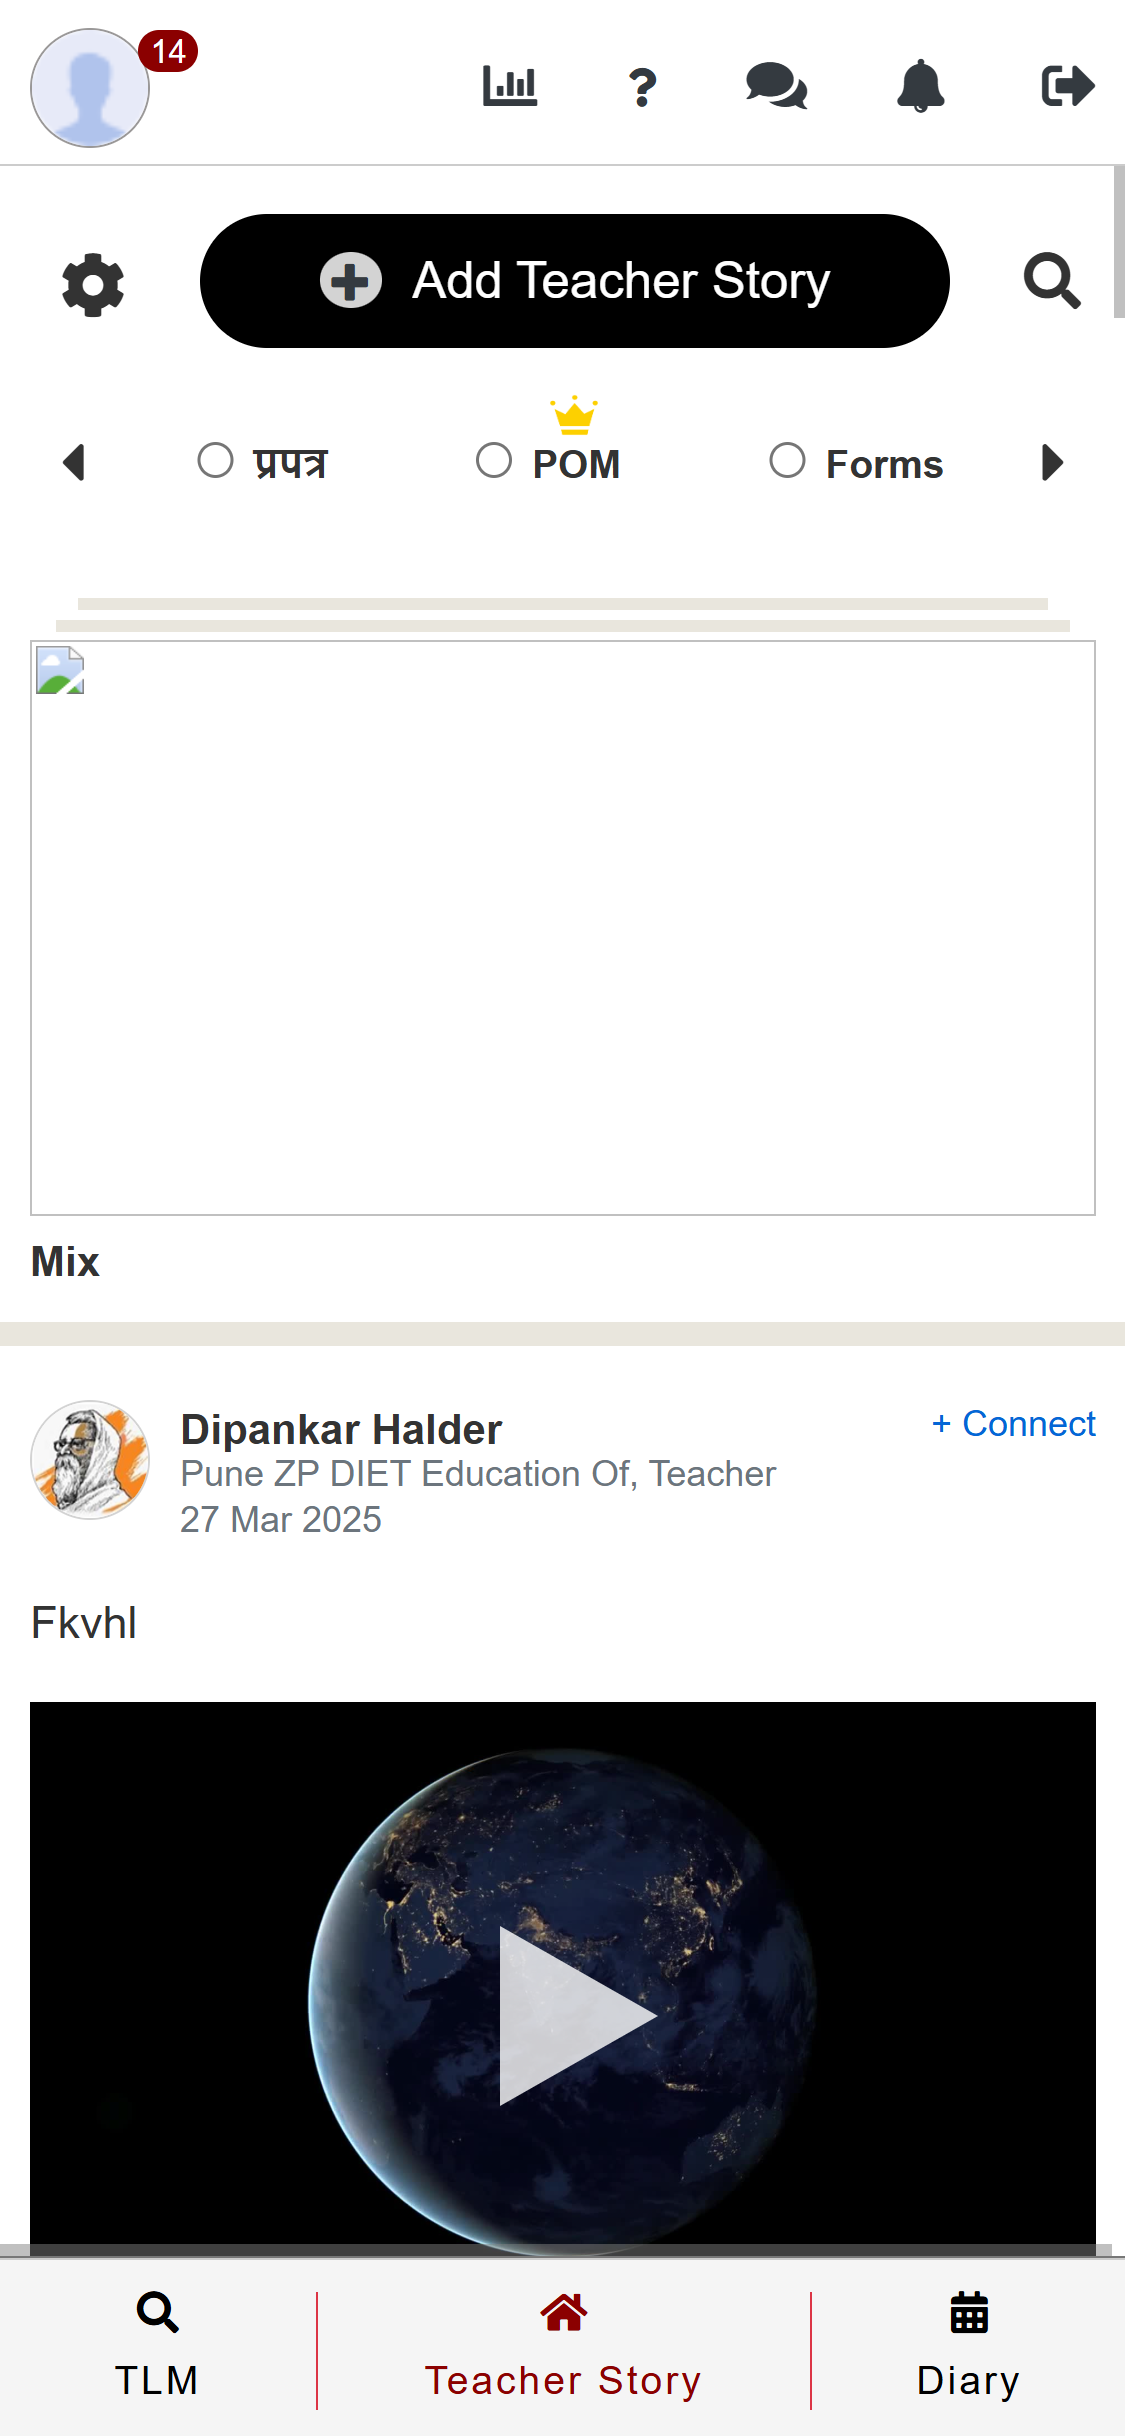 14
Add Teacher Story
प्रपत्र
POM
Forms
Mix
Dipankar Halder
+ Connect
Pune ZP DIET Education Of, Teacher
27 Mar 2025
Fkvhl
TLM
Teacher Story
Diary